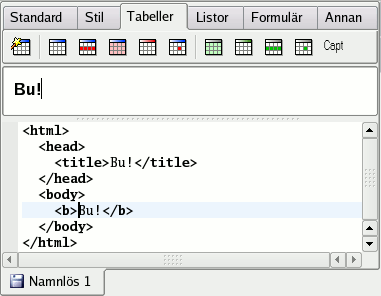 Standard Stil Tabeller Listor Formulär Annan
Capt
Bu!
<html>
<head>
<title>Bu!</title>
</head>
<body>
<b>Bu!</b>
</body>
</html>
Namnlös 1